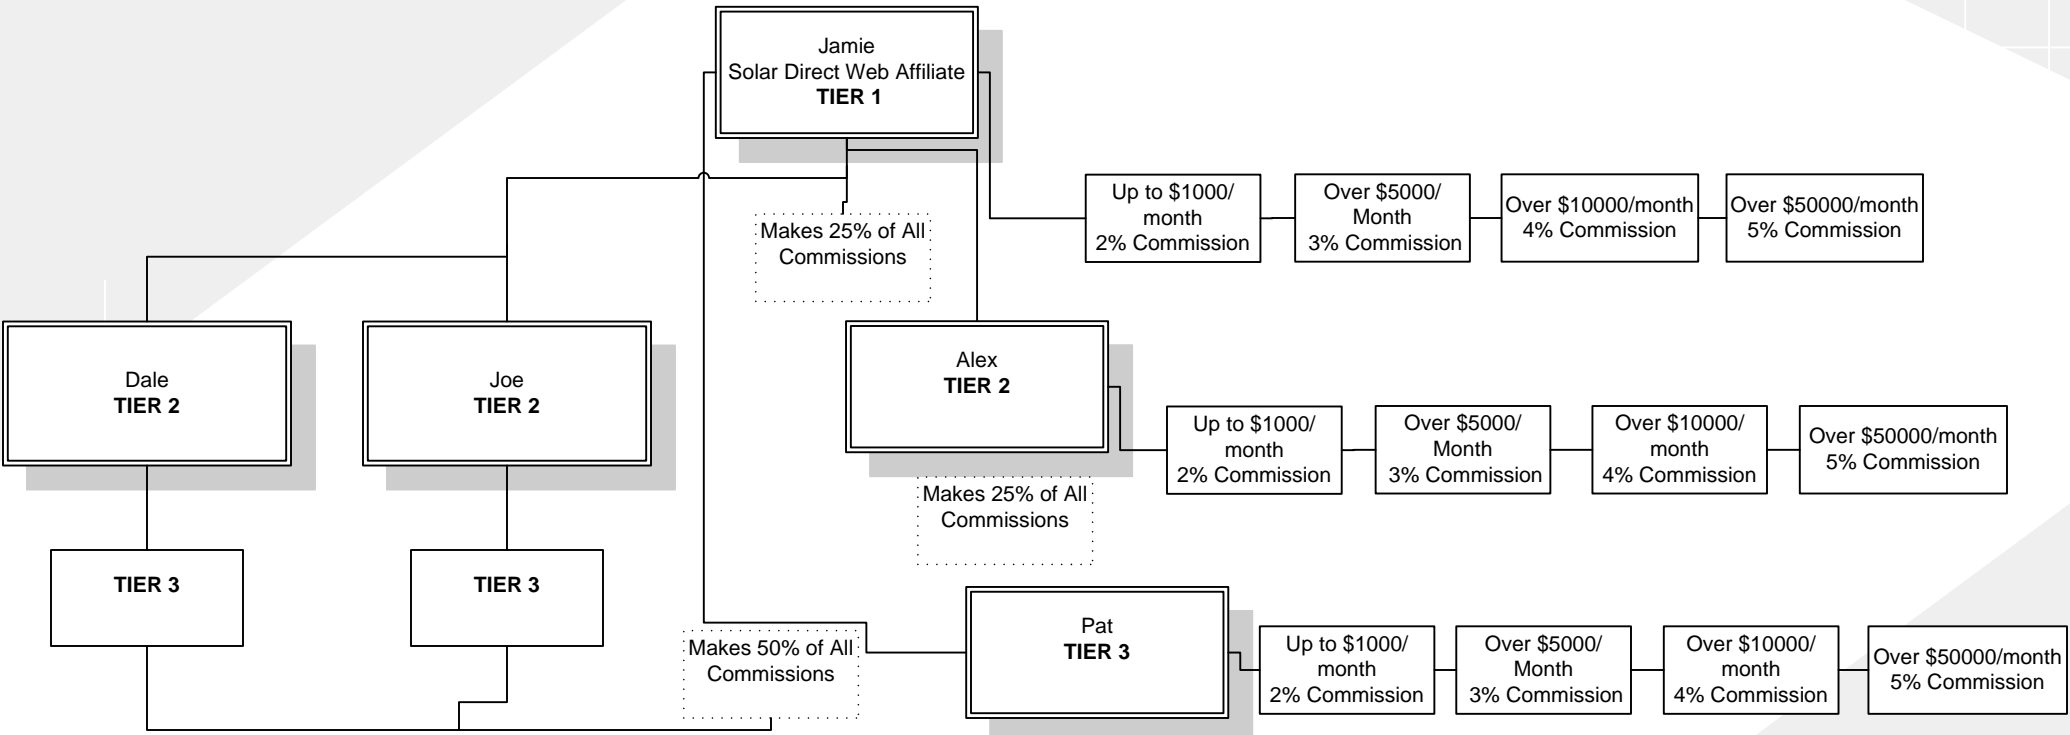 Jamie
Solar Direct Web Affiliate
TIER 1
Up to $1000/
month
2% Commission
Over $5000/
Month
3% Commission
Over $10000/month
4% Commission
Over $50000/month
5% Commission
Makes 25% of All
Commissions
Dale
TIER 2
Joe
TIER 2
Alex
TIER 2
Up to $1000/
month
2% Commission
Over $5000/
Month
3% Commission
Over $10000/
month
4% Commission
Over $50000/month
5% Commission
Makes 25% of All
Commissions
TIER 3
TIER 3
Makes 50% of All
Commissions
Pat
TIER 3
Up to $1000/
month
2% Commission
Over $5000/
Month
3% Commission
Over $10000/
month
4% Commission
Over $50000/month
5% Commission